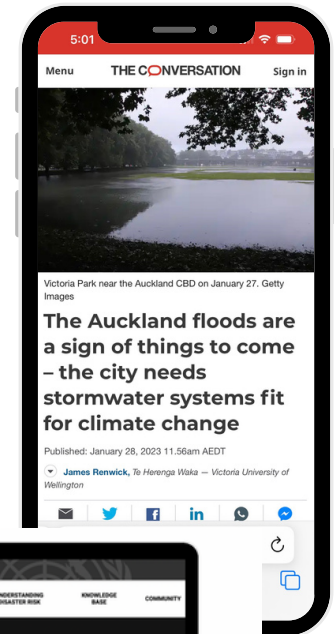 5:01
Menu THE CONVERSATION Sign in
Victoria Park near the Auckland CBD on January 27. Getty
Images
The Auckland floods are
a sign of things to come
– the city needs
stormwater systems fit
for climate change
Published: January 28, 2023 11.56am AEDT
James Renwick, Te Herenga Waka — Victoria University of
Wellington
UNDERSTANDING KNOWLEDGE COMMUNITY
DISASTER RISK BASE